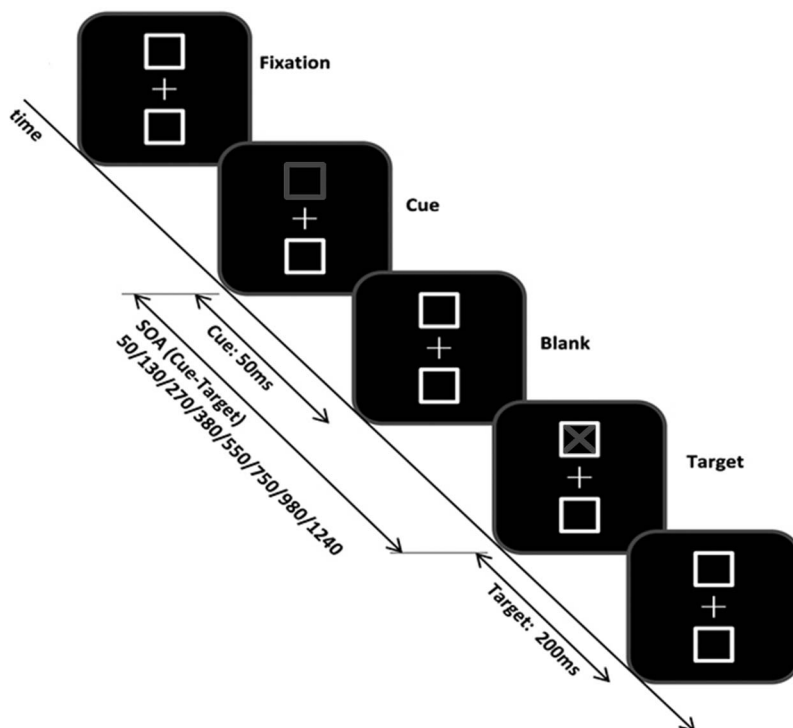 Fixation
time
Cue
Blank
Cue: 50ms
SOA (Cue-Target)
50/130/270/380/550/750/980/1240
Target
Target: 200ms